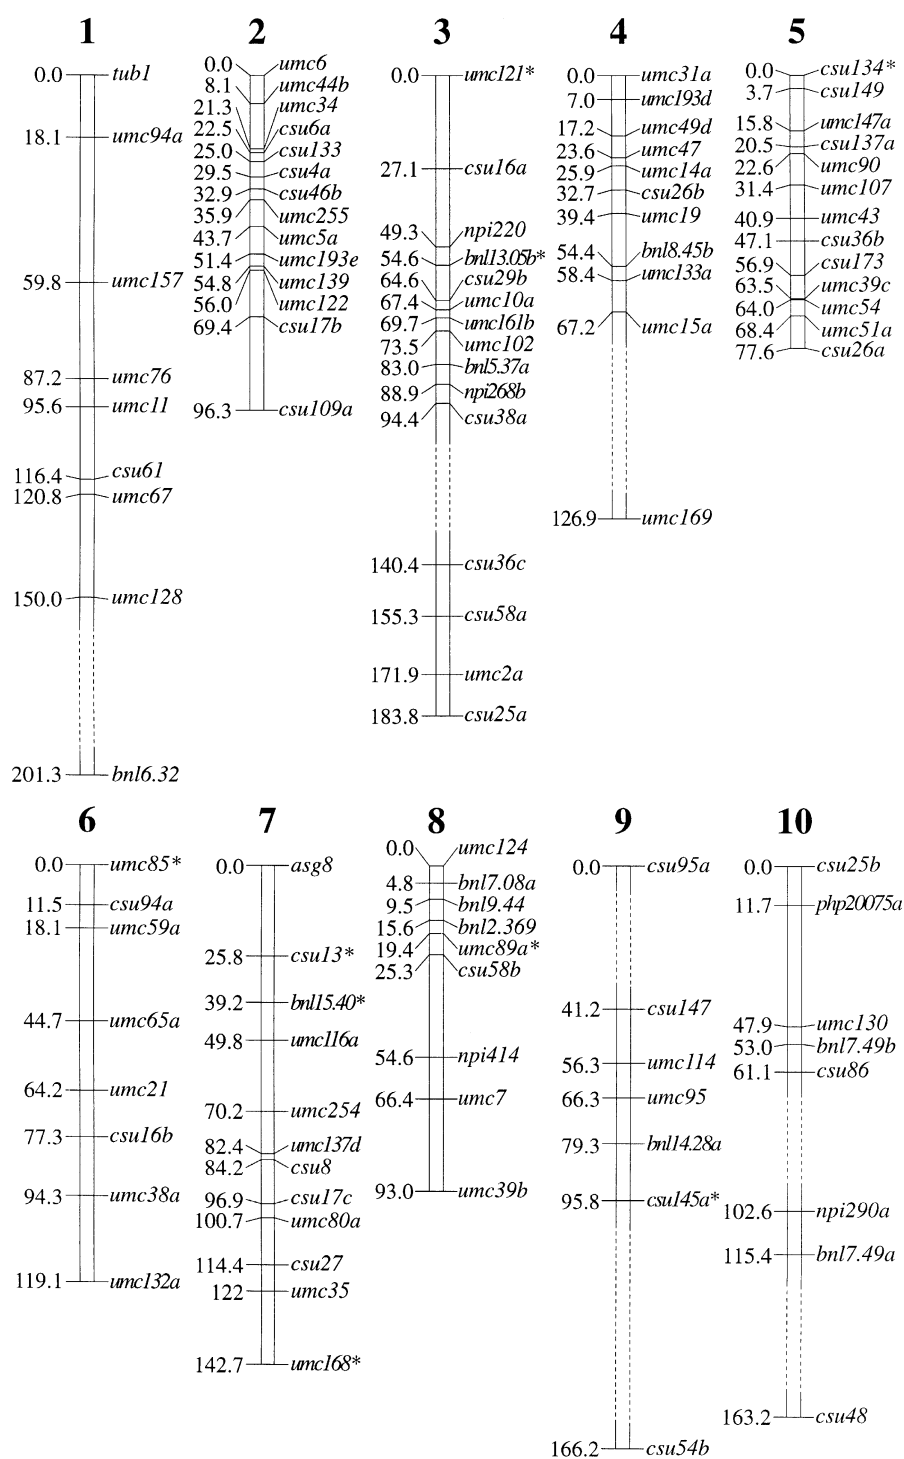 1
0.0 tub1
18.1 umc94a
59.8 umc157
87.2 umc76
95.6 umc11
116.4 csu61
120.8 umc67
150.0 umc128
201.3 bnl6.32
2
0.0 umc6
8.1 umc44b
21.3 umc34
22.5 csu6a
25.0 csu133
29.5 csu4a
32.9 csu46b
35.9 umc255
43.7 umc5a
51.4 umc193e
54.8 umc139
56.0 umc122
69.4 csu17b
96.3 csu109a
3
0.0 umc121*
27.1 csu16a
49.3 npi220
54.6 bnl13.05b*
64.6 csu29b
67.4 umc10a
69.7 umc161b
73.5 umc102
83.0 bnl5.37a
88.9 npi268b
94.4 csu38a
140.4 csu36c
155.3 csu58a
171.9 umc2a
183.8 csu25a
4
0.0 umc31a
7.0 umc193d
17.2 umc49d
23.6 umc47
25.9 umc14a
32.7 csu26b
39.4 umc19
54.4 bnl8.45b
58.4 umc133a
67.2 umc15a
126.9 umc169
5
0.0 csu134*
3.7 csu149
15.8 umc147a
20.5 csu137a
22.6 umc90
31.4 umc107
40.9 umc43
47.1 csu36b
56.9 csu173
63.5 umc39c
64.0 umc54
68.4 umc51a
77.6 csu26a
6
0.0 umc85*
11.5 csu94a
18.1 umc59a
44.7 umc65a
64.2 umc21
77.3 csu16b
94.3 umc38a
119.1 umc132a
7
0.0 asg8
25.8 csu13*
39.2 bnl15.40*
49.8 umc116a
70.2 umc254
82.4 umc137d
84.2 csu8
96.9 csu17c
100.7 umc80a
114.4 csu27
122 umc35
142.7 umc168*
8
0.0 umc124
4.8 bnl7.08a
9.5 bnl9.44
15.6 bnl2.369
19.4 umc89a*
25.3 csu58b
54.6 npi414
66.4 umc7
93.0 umc39b
9
0.0 csu95a
41.2 csu147
56.3 umc114
66.3 umc95
79.3 bnl14.28a
95.8 csu145a*
166.2 csu54b
10
0.0 csu25b
11.7 php20075a
47.9 umc130
53.0 bnl7.49b
61.1 csu86
102.6 npi290a
115.4 bnl7.49a
163.2 csu48